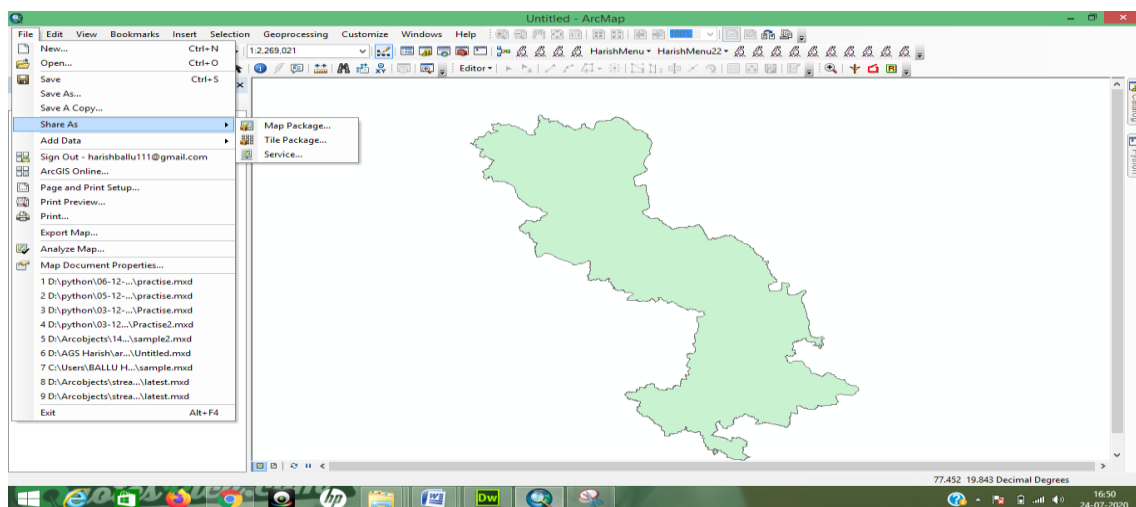 Untitled - ArcMap
File Edit View Bookmarks Insert Selection Geoprocessing Customize Windows Help 100%
New... Ctrl+N
1:2,269,021 HarishMenu HarishMenu22
Open... Ctrl+O
Editor
Save Ctrl+S
Save As...
Save A Copy...
Share As
Map Package...
Add Data
Tile Package...
Sign Out - harishballu111@gmail.com
Service...
ArcGIS Online...
Page and Print Setup...
Print Preview...
Print...
Export Map...
Analyze Map...
Map Document Properties...
1 D:\python\06-12-...\practise.mxd
2 D:\python\05-12-...\practise.mxd
3 D:\python\03-12-...\Practise.mxd
4 D:\python\03-12...\Practise2.mxd
5 D:\Arcobjects\14...\sample2.mxd
6 D:\AGS Harish\ar...\Untitled.mxd
7 C:\Users\BALLU H...\sample.mxd
8 D:\Arcobjects\strea...\latest.mxd
9 D:\Arcobjects\strea...\latest.mxd
Exit Alt+F4
Catalog
77.452 19.843 Decimal Degrees
hp
Dw
16:50
24-07-2020